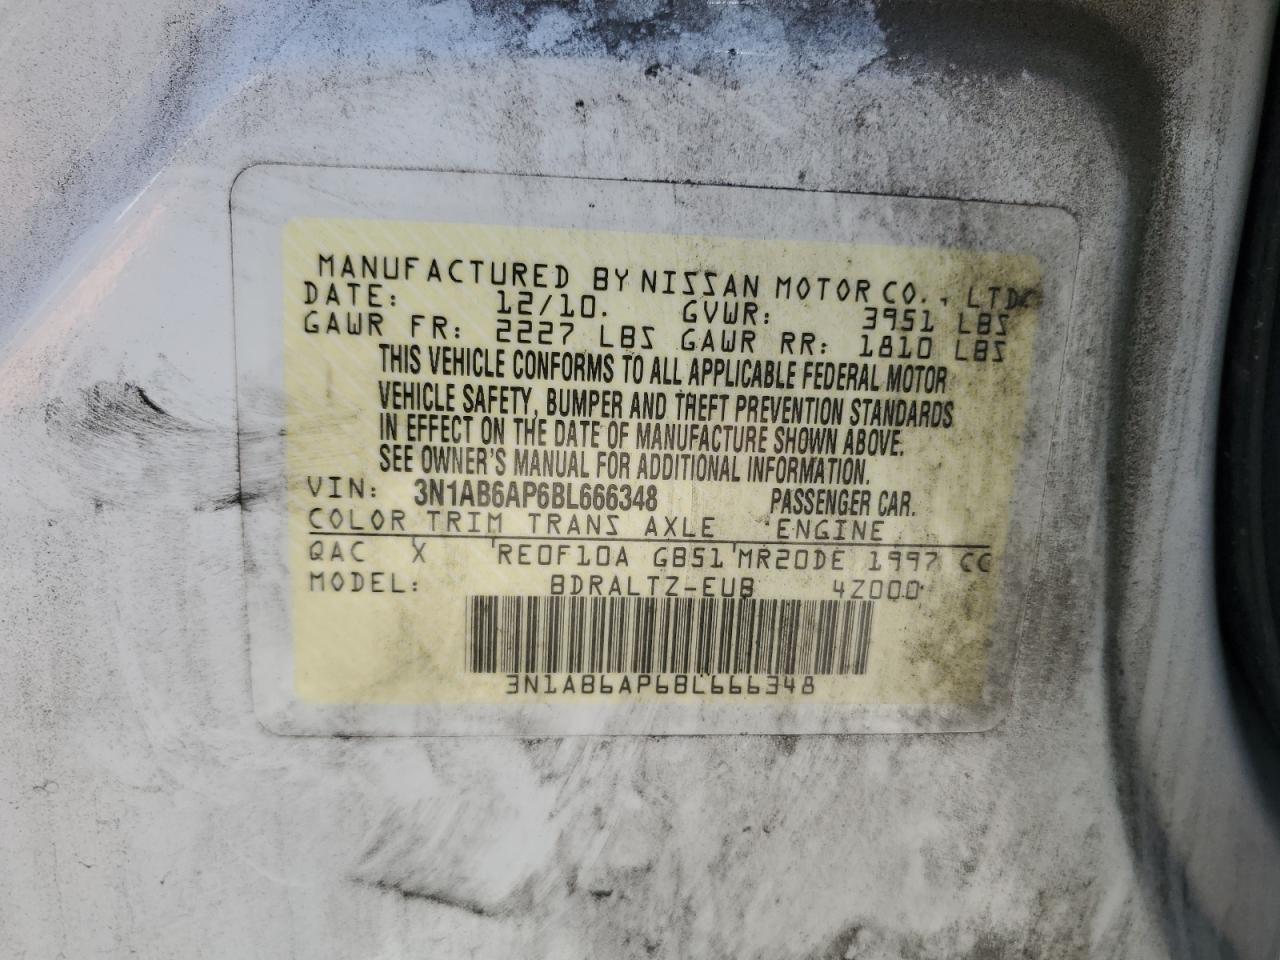 MANUFACTURED BY NISSAN MOTOR CO., LTD
DATE: 12/10. GVWR: 3951 LBS
GAWR FR: 2227 LBS GAWR RR: 1810 LBS
THIS VEHICLE CONFORMS TO ALL APPLICABLE FEDERAL MOTOR
VEHICLE SAFETY, BUMPER AND THEFT PREVENTION STANDARDS
IN EFFECT ON THE DATE OF MANUFACTURE SHOWN ABOVE.
SEE OWNER'S MANUAL FOR ADDITIONAL INFORMATION.
VIN: 3N1AB6AP6BL666348 PASSENGER CAR.
COLOR TRIM TRANS AXLE ENGINE
QAC X RE0F10A GB51 MR20DE 1997 CC
MODEL: BDRALTZ-EUB 4Z000
3N1AB6AP6BL666348